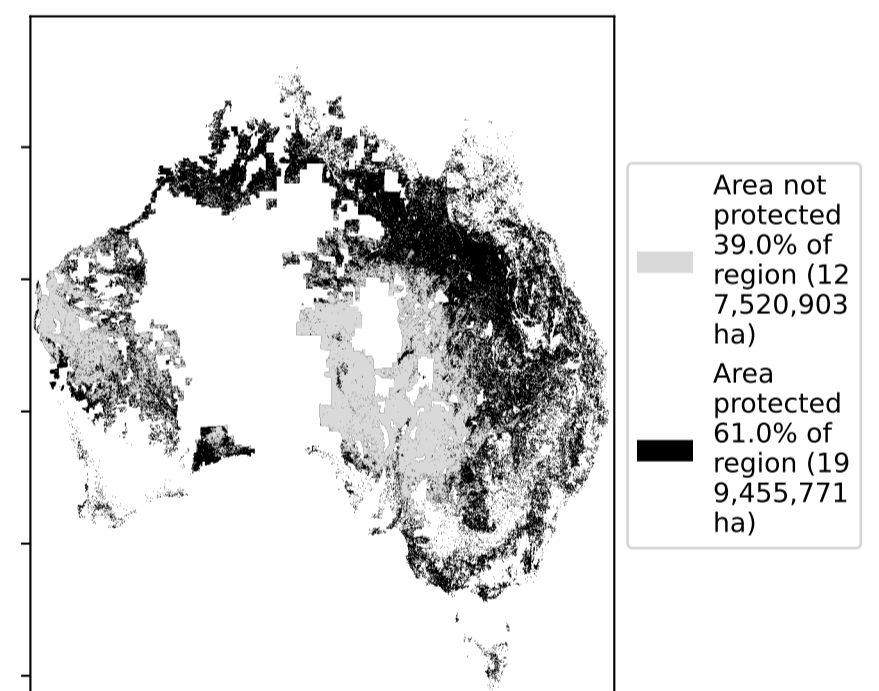 Area not
protected
39.0% of
region (12
7,520,903
ha)
Area
protected
61.0% of
region (19
9,455,771
ha)